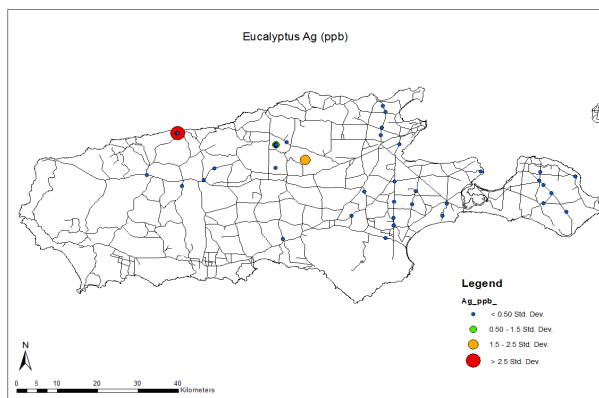 Eucalyptus Ag (ppb)
Legend
Ag_ppb_
< 0.50 Std. Dev.
0.50 - 1.5 Std. Dev.
1.5 - 2.5 Std. Dev.
> 2.5 Std. Dev.
N
0 5 10 20 30 40
Kilometers